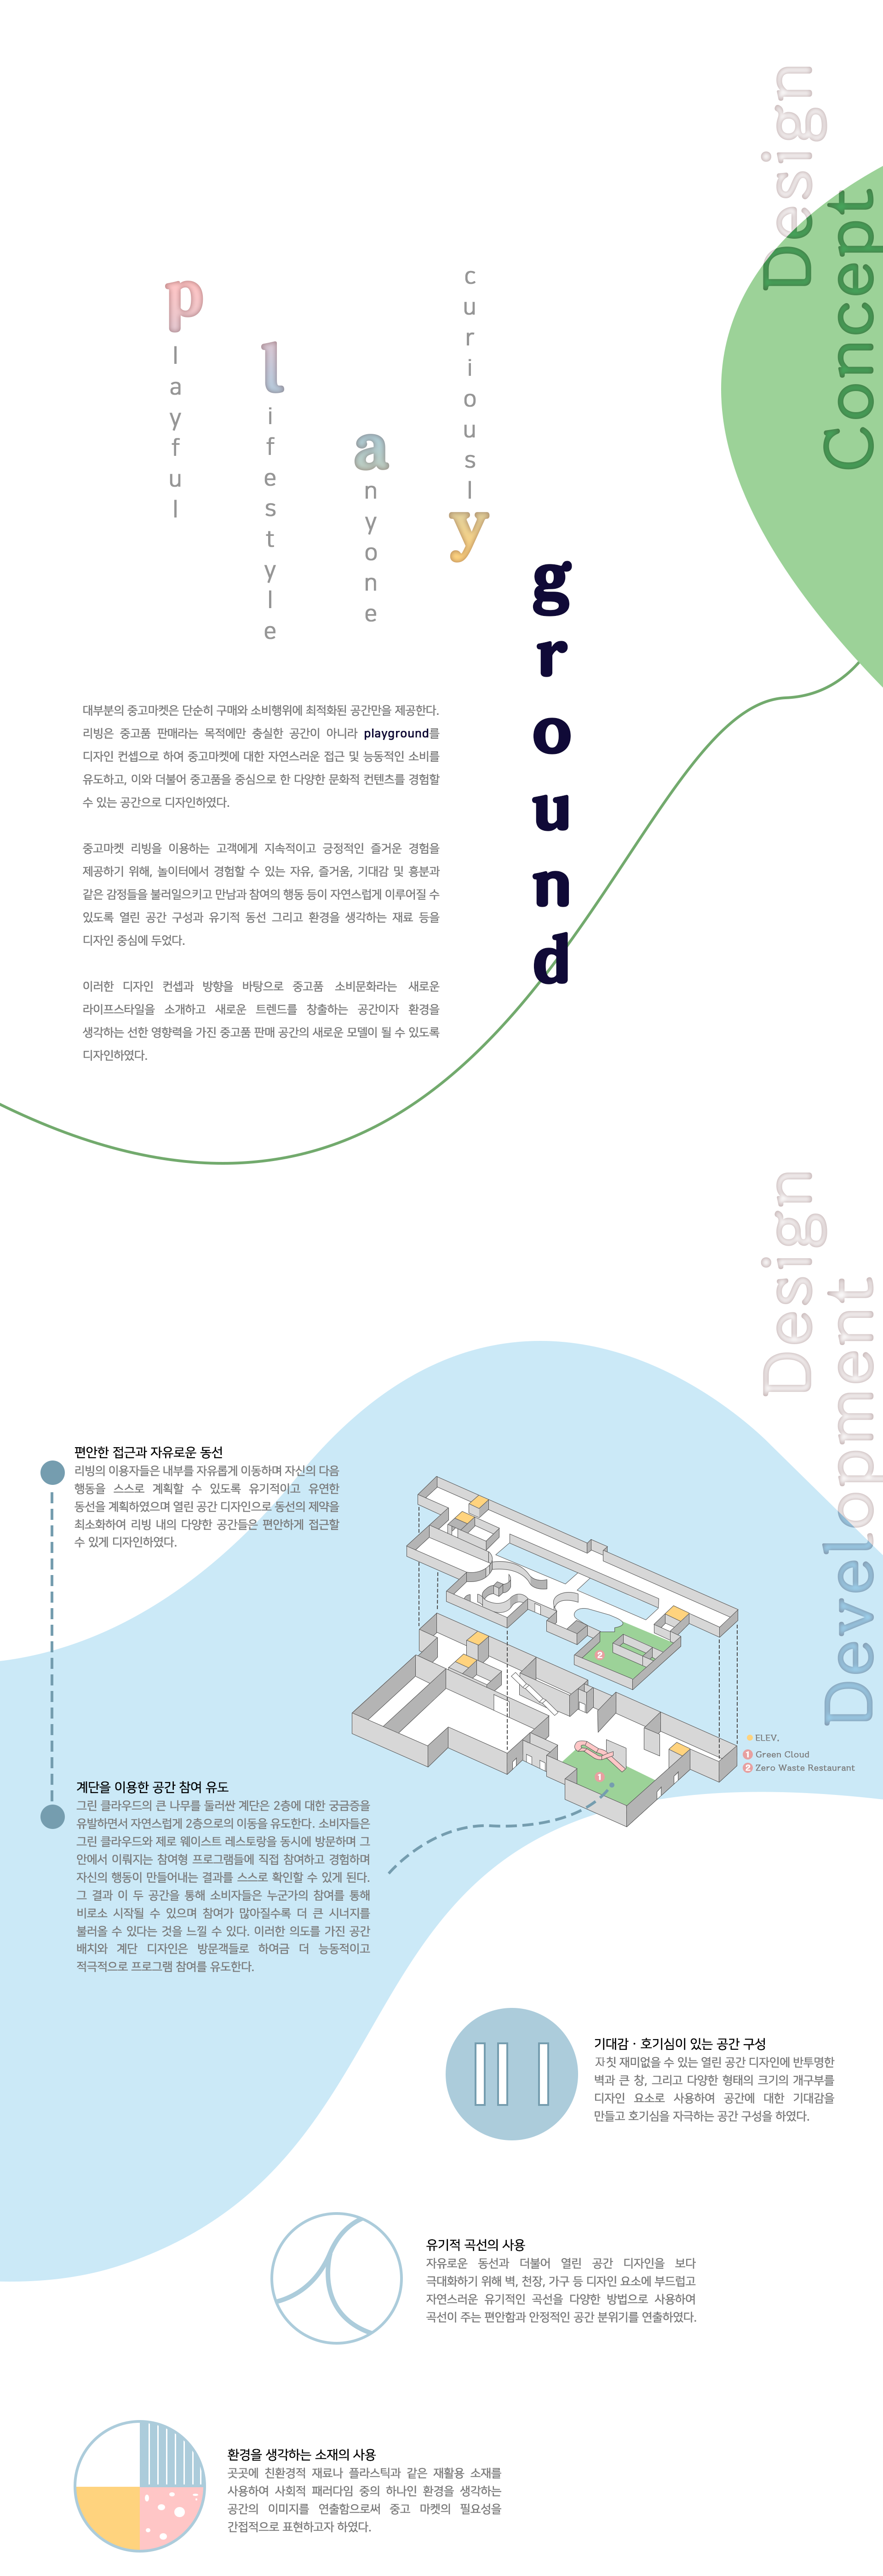 Design
Concept
playful
lifestyle
anyone
curiously
ground
대부분의 중고마켓은 단순히 구매와 소비행위에 최적화된 공간만을 제공한다.
리빙은 중고품 판매라는 목적에만 충실한 공간이 아니라 playground를
디자인 컨셉으로 하여 중고마켓에 대한 자연스러운 접근 및 능동적인 소비를
유도하고, 이와 더불어 중고품을 중심으로 한 다양한 문화적 컨텐츠를 경험할
수 있는 공간으로 디자인하였다.
중고마켓 리빙을 이용하는 고객에게 지속적이고 긍정적인 즐거운 경험을
제공하기 위해, 놀이터에서 경험할 수 있는 자유, 즐거움, 기대감 및 흥분과
같은 감정들을 불러일으키고 만남과 참여의 행동 등이 자연스럽게 이루어질 수
있도록 열린 공간 구성과 유기적 동선 그리고 환경을 생각하는 재료 등을
디자인 중심에 두었다.
이러한 디자인 컨셉과 방향을 바탕으로 중고품 소비문화라는 새로운
라이프스타일을 소개하고 새로운 트렌드를 창출하는 공간이자 환경을
생각하는 선한 영향력을 가진 중고품 판매 공간의 새로운 모델이 될 수 있도록
디자인하였다.
Design
Development
편안한 접근과 자유로운 동선
리빙의 이용자들은 내부를 자유롭게 이동하며 자신의 다음
행동을 스스로 계획할 수 있도록 유기적이고 유연한
동선을 계획하였으며 열린 공간 디자인으로 동선의 제약을
최소화하여 리빙 내의 다양한 공간들은 편안하게 접근할
수 있게 디자인하였다.
2
1
ELEV.
1 Green Cloud
2 Zero Waste Restaurant
계단을 이용한 공간 참여 유도
그린 클라우드의 큰 나무를 둘러싼 계단은 2층에 대한 궁금증을
유발하면서 자연스럽게 2층으로의 이동을 유도한다. 소비자들은
그린 클라우드와 제로 웨이스트 레스토랑을 동시에 방문하며 그
안에서 이뤄지는 참여형 프로그램들에 직접 참여하고 경험하며
자신의 행동이 만들어내는 결과를 스스로 확인할 수 있게 된다.
그 결과 이 두 공간을 통해 소비자들은 누군가의 참여를 통해
비로소 시작될 수 있으며 참여가 많아질수록 더 큰 시너지를
불러올 수 있다는 것을 느낄 수 있다. 이러한 의도를 가진 공간
배치와 계단 디자인은 방문객들로 하여금 더 능동적이고
적극적으로 프로그램 참여를 유도한다.
기대감 · 호기심이 있는 공간 구성
자칫 재미없을 수 있는 열린 공간 디자인에 반투명한
벽과 큰 창, 그리고 다양한 형태의 크기의 개구부를
디자인 요소로 사용하여 공간에 대한 기대감을
만들고 호기심을 자극하는 공간 구성을 하였다.
유기적 곡선의 사용
자유로운 동선과 더불어 열린 공간 디자인을 보다
극대화하기 위해 벽, 천장, 가구 등 디자인 요소에 부드럽고
자연스러운 유기적인 곡선을 다양한 방법으로 사용하여
곡선이 주는 편안함과 안정적인 공간 분위기를 연출하였다.
환경을 생각하는 소재의 사용
곳곳에 친환경적 재료나 플라스틱과 같은 재활용 소재를
사용하여 사회적 패러다임 중의 하나인 환경을 생각하는
공간의 이미지를 연출함으로써 중고 마켓의 필요성을
간접적으로 표현하고자 하였다.